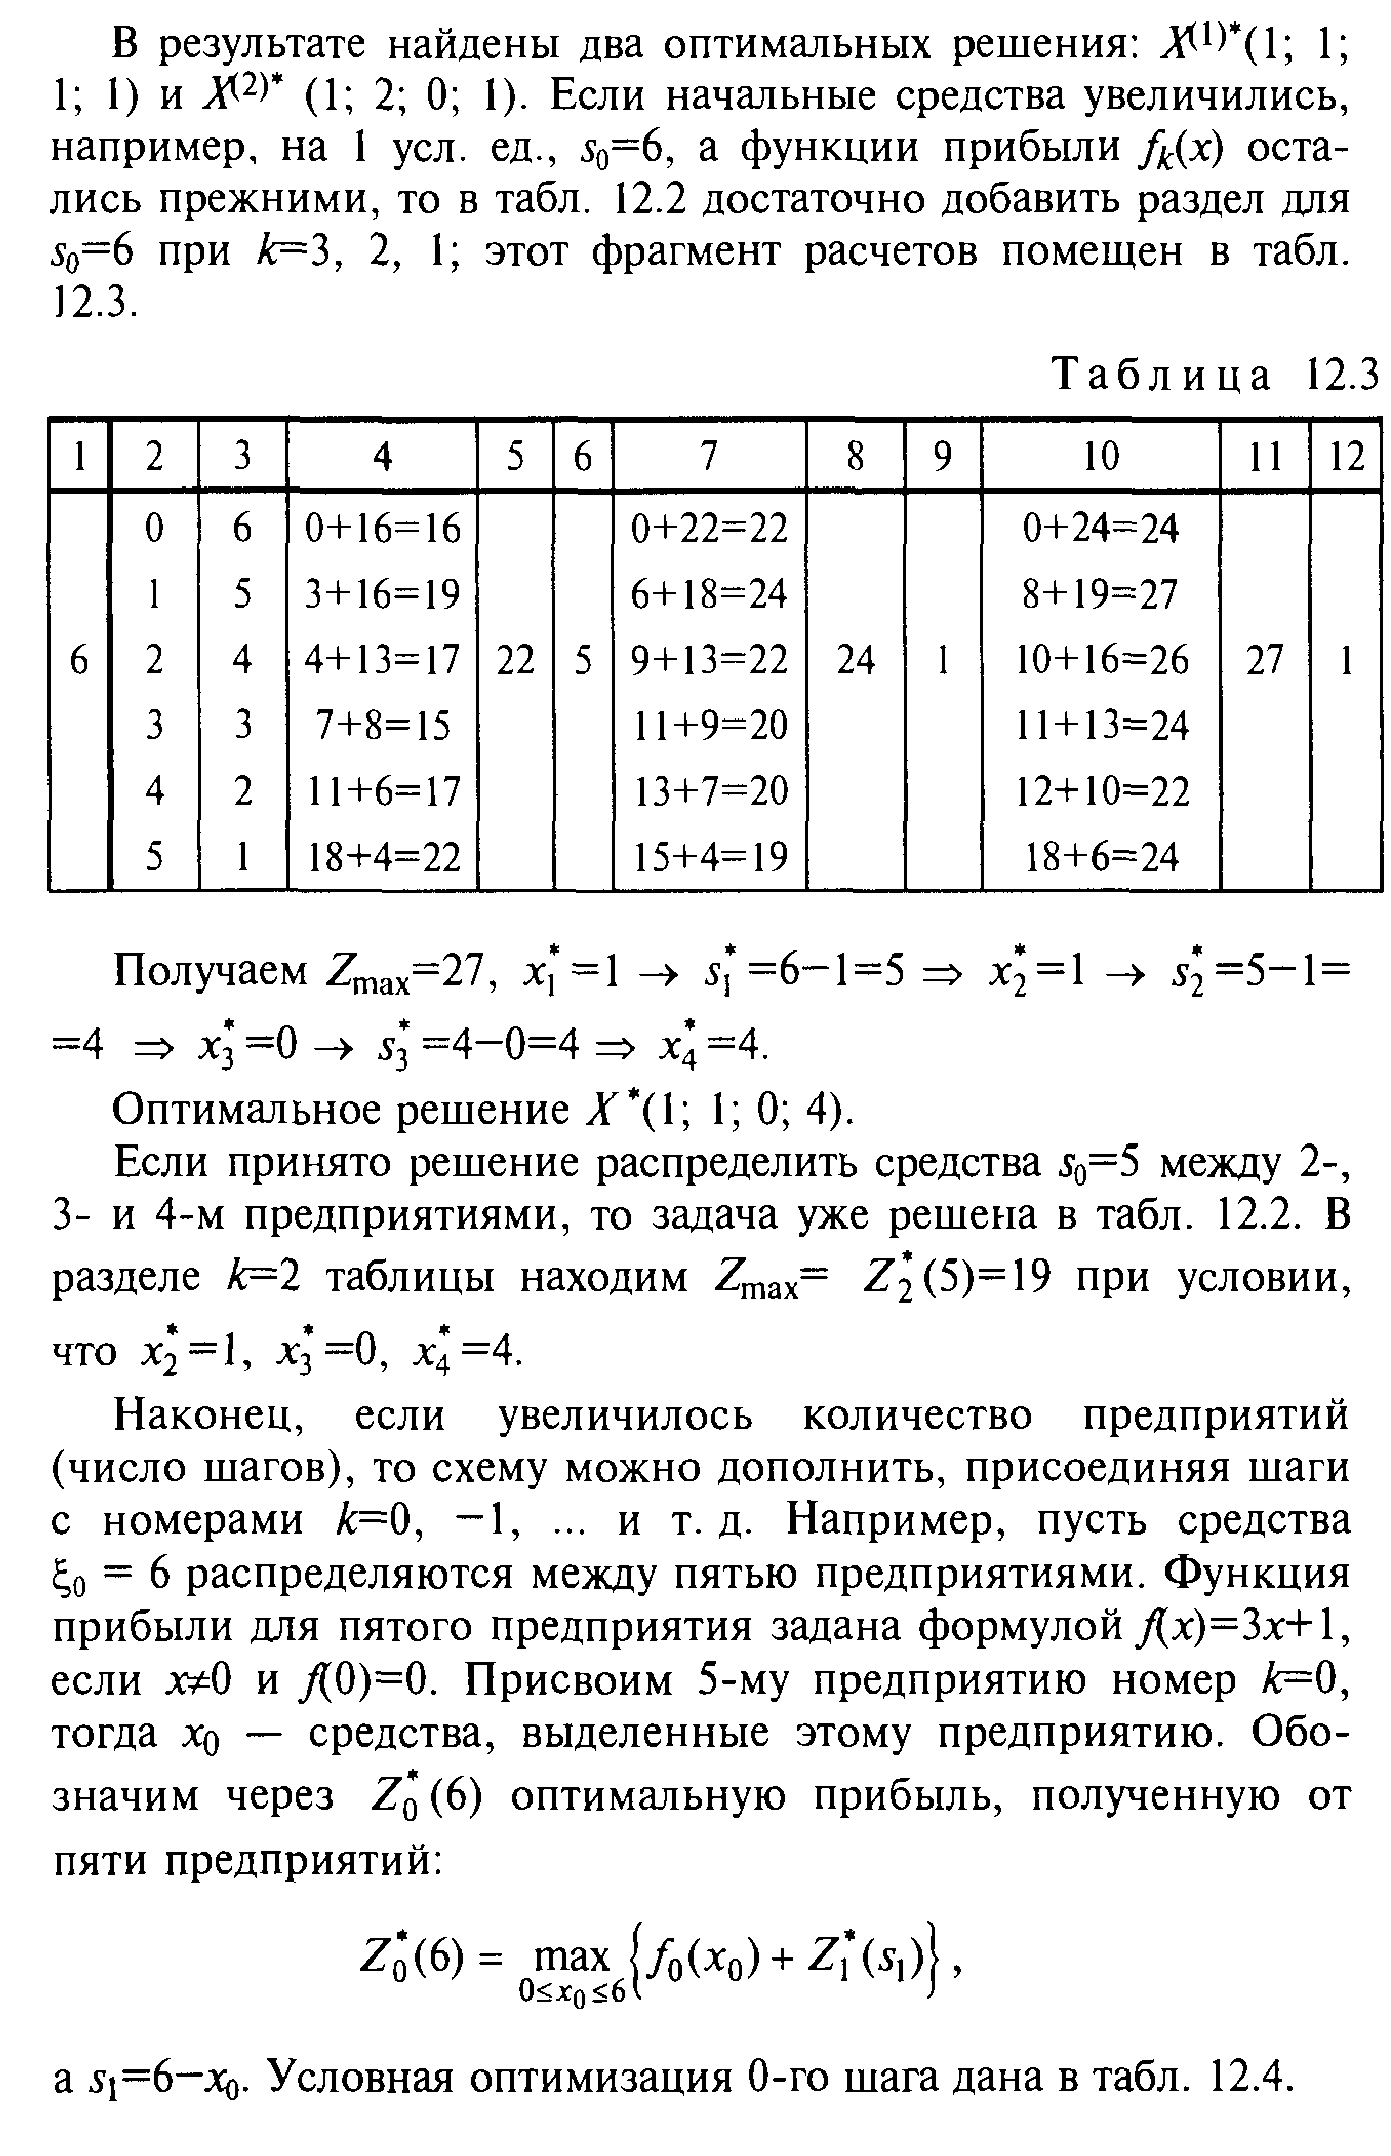 В результате найдены два оптимальных решения: X(1)*(1; 1;
1; 1) и X(2)* (1; 2; 0; 1). Если начальные средства увеличились,
например, на 1 усл. ед., s₀=6, а функции прибыли fₖ(x) оста-
лись прежними, то в табл. 12.2 достаточно добавить раздел для
s₀=6 при k=3, 2, 1; этот фрагмент расчетов помещен в табл.
12.3.
Таблица 12.3
1 2 3 4 5 6 7 8 9 10 11 12
0 6 0+16=16 0+22=22 0+24=24
1 5 3+16=19 6+18=24 8+19=27
6 2 4 4+13=17 22 5 9+13=22 24 1 10+16=26 27 1
3 3 7+8=15 11+9=20 11+13=24
4 2 11+6=17 13+7=20 12+10=22
5 1 18+4=22 15+4=19 18+6=24
Получаем Zmax=27, x₁*=1 → s₁*=6−1=5 ⇒ x₂*=1 → s₂*=5−1=
=4 ⇒ x₃*=0 → s₃*=4−0=4 ⇒ x₄*=4.
Оптимальное решение X*(1; 1; 0; 4).
Если принято решение распределить средства s₀=5 между 2-,
3- и 4-м предприятиями, то задача уже решена в табл. 12.2. В
разделе k=2 таблицы находим Zmax= Z₂*(5)=19 при условии,
что x₂*=1, x₃*=0, x₄*=4.
Наконец, если увеличилось количество предприятий
(число шагов), то схему можно дополнить, присоединяя шаги
с номерами k=0, −1, ... и т. д. Например, пусть средства
ξ₀ = 6 распределяются между пятью предприятиями. Функция
прибыли для пятого предприятия задана формулой f(x)=3x+1,
если x≠0 и f(0)=0. Присвоим 5-му предприятию номер k=0,
тогда x₀ — средства, выделенные этому предприятию. Обо-
значим через Z₀*(6) оптимальную прибыль, полученную от
пяти предприятий:
Z₀*(6) = max {f₀(x₀) + Z₁*(s₁)},
0≤x₀≤6
а s₁=6−x₀. Условная оптимизация 0-го шага дана в табл. 12.4.